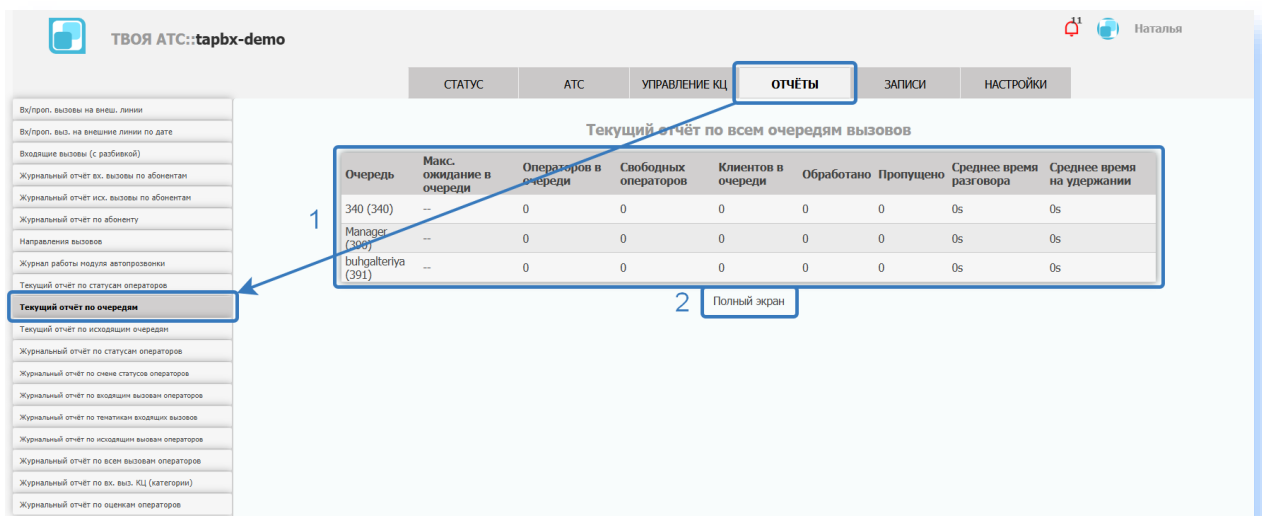 ТВОЯ АТС::tapbx-demo
11
Наталья
СТАТУС АТС УПРАВЛЕНИЕ КЦ ОТЧЁТЫ ЗАПИСИ НАСТРОЙКИ
Вх/проп. вызовы на внеш. линии
Вх/проп. выз. на внешние линии по дате
Входящие вызовы (с разбивкой)
Журнальный отчёт вх. вызовы по абонентам
Журнальный отчёт исх. вызовы по абонентам
Журнальный отчёт по абоненту
Направления вызовов
Журнал работы модуля автопрозвонки
Текущий отчёт по статусам операторов
Текущий отчёт по очередям
Текущий отчёт по исходящим очередям
Журнальный отчёт по статусам операторов
Журнальный отчёт по смене статусов операторов
Журнальный отчёт по входящим вызовам операторов
Журнальный отчёт по тематикам входящих вызовов
Журнальный отчёт по исходящим выовам операторов
Журнальный отчёт по всем вызовам операторов
Журнальный отчёт по вх. выз. КЦ (категории)
Журнальный отчёт по оценкам операторов
Текущий отчёт по всем очередям вызовов
1
Очередь Макс. ожидание в очереди Операторов в очереди Свободных операторов Клиентов в очереди Обработано Пропущено Среднее время разговора Среднее время на удержании
340 (340) -- 0 0 0 0 0 0s 0s
Manager (390) -- 0 0 0 0 0 0s 0s
buhgalteriya (391) -- 0 0 0 0 0 0s 0s
2
Полный экран